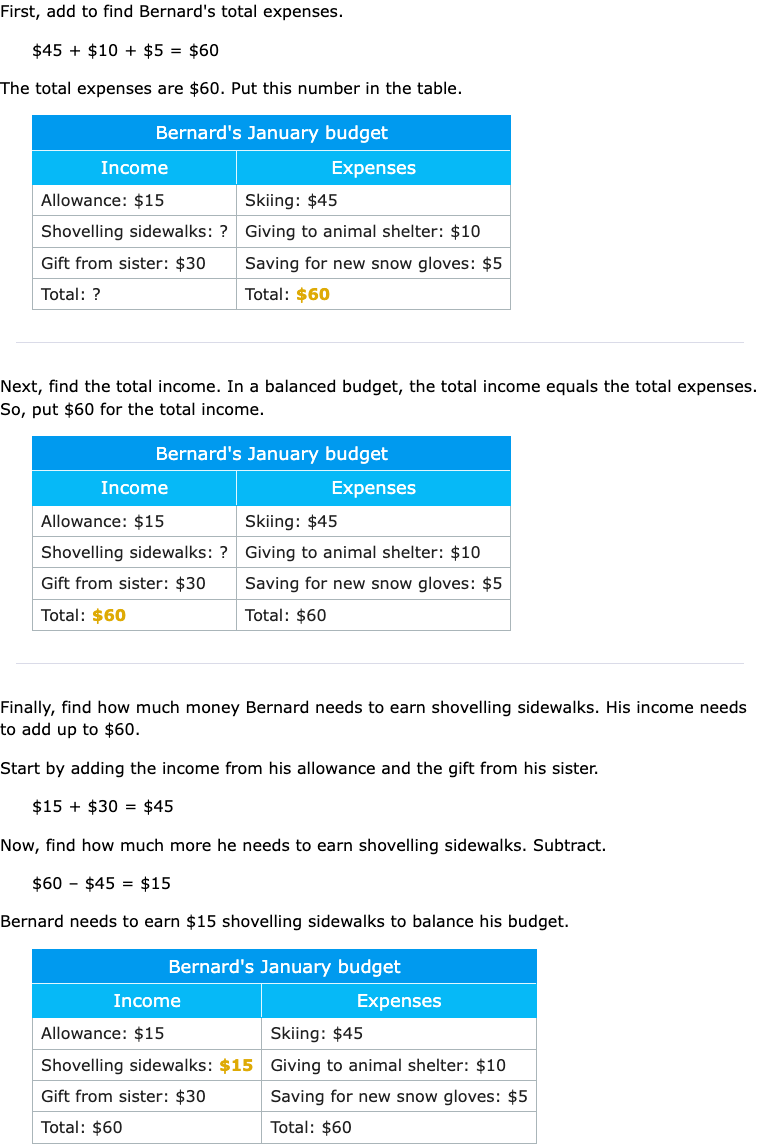 First, add to find Bernard's total expenses.
$45 + $10 + $5 = $60
The total expenses are $60. Put this number in the table.
Bernard's January budget
Income Expenses
Allowance: $15 Skiing: $45
Shovelling sidewalks: ? Giving to animal shelter: $10
Gift from sister: $30 Saving for new snow gloves: $5
Total: ? Total: $60
Next, find the total income. In a balanced budget, the total income equals the total expenses.
So, put $60 for the total income.
Bernard's January budget
Income Expenses
Allowance: $15 Skiing: $45
Shovelling sidewalks: ? Giving to animal shelter: $10
Gift from sister: $30 Saving for new snow gloves: $5
Total: $60 Total: $60
Finally, find how much money Bernard needs to earn shovelling sidewalks. His income needs
to add up to $60.
Start by adding the income from his allowance and the gift from his sister.
$15 + $30 = $45
Now, find how much more he needs to earn shovelling sidewalks. Subtract.
$60 – $45 = $15
Bernard needs to earn $15 shovelling sidewalks to balance his budget.
Bernard's January budget
Income Expenses
Allowance: $15 Skiing: $45
Shovelling sidewalks: $15 Giving to animal shelter: $10
Gift from sister: $30 Saving for new snow gloves: $5
Total: $60 Total: $60